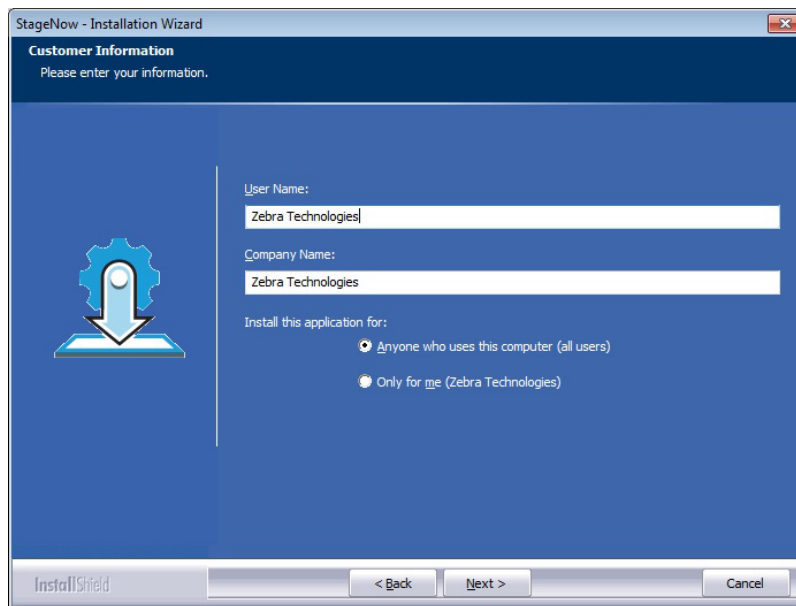 StageNow - Installation Wizard
Customer Information
Please enter your information.
User Name:
Zebra Technologies
Company Name:
Zebra Technologies
Install this application for:
Anyone who uses this computer (all users)
Only for me (Zebra Technologies)
InstallShield
< Back
Next >
Cancel